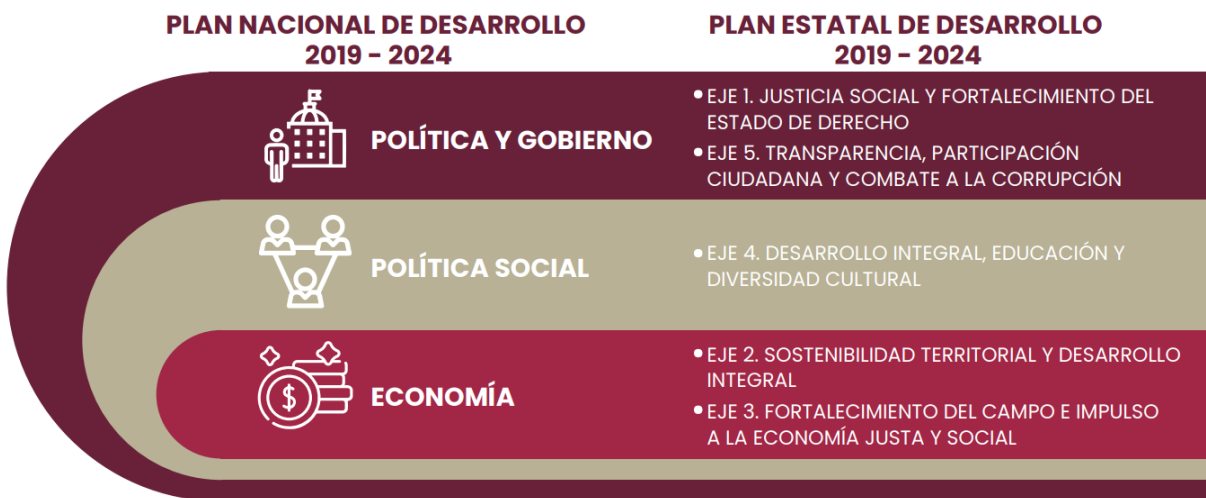 PLAN NACIONAL DE DESARROLLO
2019 - 2024
PLAN ESTATAL DE DESARROLLO
2019 - 2024
POLÍTICA Y GOBIERNO
• EJE 1. JUSTICIA SOCIAL Y FORTALECIMIENTO DEL
ESTADO DE DERECHO
• EJE 5. TRANSPARENCIA, PARTICIPACIÓN
CIUDADANA Y COMBATE A LA CORRUPCIÓN
POLÍTICA SOCIAL
• EJE 4. DESARROLLO INTEGRAL, EDUCACIÓN Y
DIVERSIDAD CULTURAL
$
ECONOMÍA
• EJE 2. SOSTENIBILIDAD TERRITORIAL Y DESARROLLO
INTEGRAL
• EJE 3. FORTALECIMIENTO DEL CAMPO E IMPULSO
A LA ECONOMÍA JUSTA Y SOCIAL